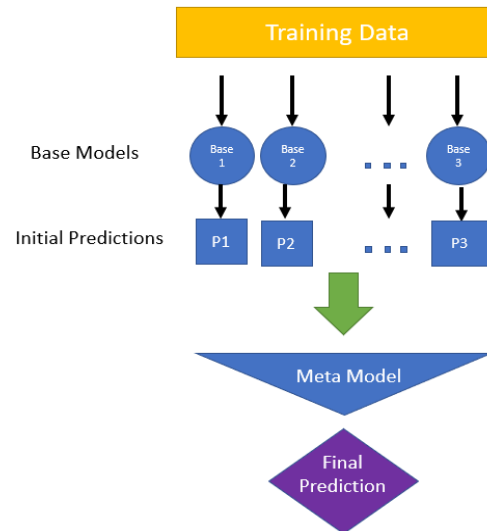 Training Data
Base Models
Base
1
Base
2
Base
3
Initial Predictions
P1
P2
P3
Meta Model
Final
Prediction